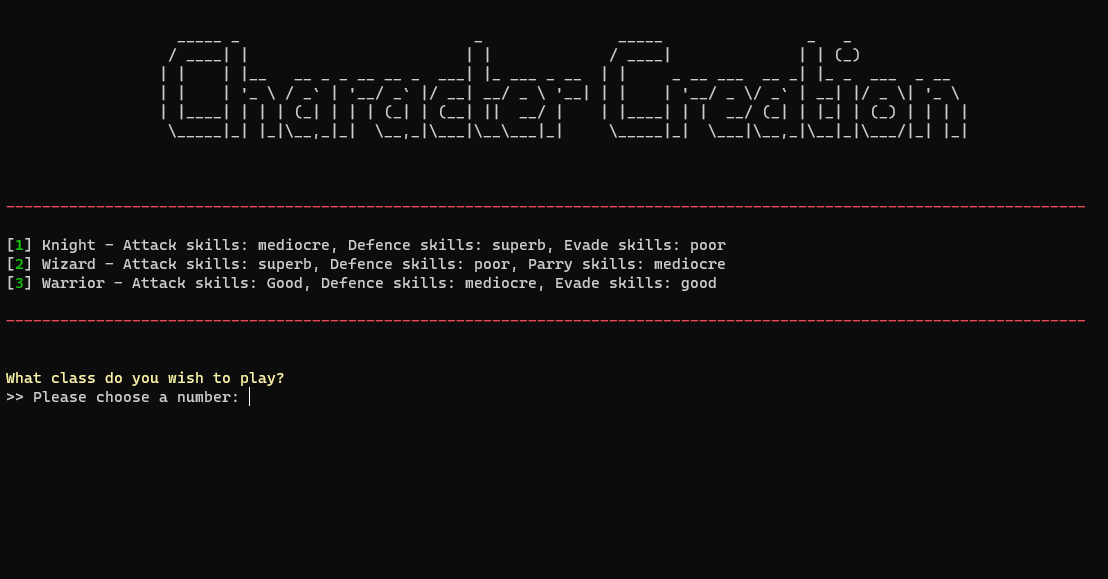 Character Creation
[1] Knight - Attack skills: mediocre, Defence skills: superb, Evade skills: poor
[2] Wizard - Attack skills: superb, Defence skills: poor, Parry skills: mediocre
[3] Warrior - Attack skills: Good, Defence skills: mediocre, Evade skills: good
What class do you wish to play?
>> Please choose a number: